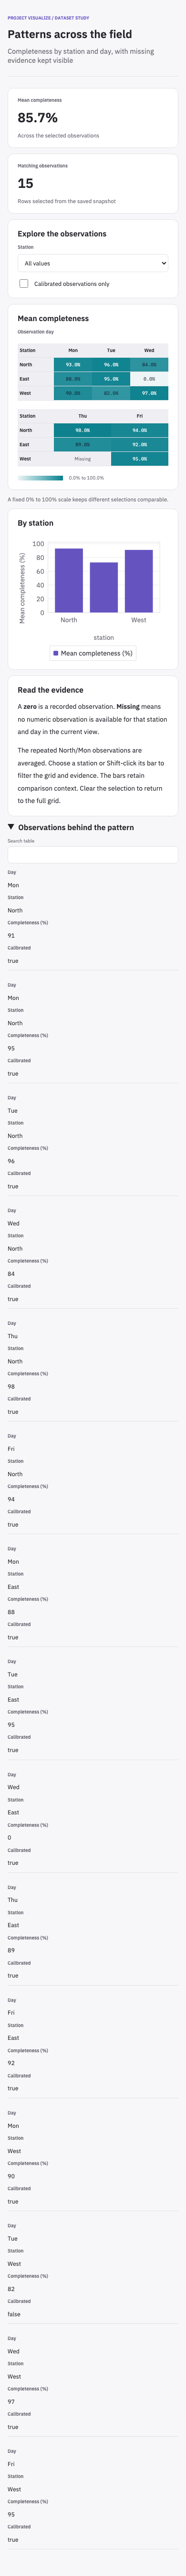 PROJECT VISUALIZE / DATASET STUDY
Patterns across the field
Completeness by station and day, with missing
evidence kept visible
Mean completeness
85.7%
Across the selected observations
Matching observations
15
Rows selected from the saved snapshot
Explore the observations
Station
All values
Calibrated observations only
Mean completeness
Observation day
Station Mon Tue Wed
North 93.0% 96.0% 84.0%
East 88.0% 95.0% 0.0%
West 90.0% 82.0% 97.0%
Station Thu Fri
North 98.0% 94.0%
East 89.0% 92.0%
West Missing 95.0%
0.0% to 100.0%
A fixed 0% to 100% scale keeps different selections comparable.
By station
Mean completeness (%)
100
80
60
40
20
0
North West
station
Mean completeness (%)
Read the evidence
A zero is a recorded observation. Missing means
no numeric observation is available for that station
and day in the current view.
The repeated North/Mon observations are
averaged. Choose a station or Shift-click its bar to
filter the grid and evidence. The bars retain
comparison context. Clear the selection to return
to the full grid.
▼ Observations behind the pattern
Search table
Day
Mon
Station
North
Completeness (%)
91
Calibrated
true
Day
Mon
Station
North
Completeness (%)
95
Calibrated
true
Day
Tue
Station
North
Completeness (%)
96
Calibrated
true
Day
Wed
Station
North
Completeness (%)
84
Calibrated
true
Day
Thu
Station
North
Completeness (%)
98
Calibrated
true
Day
Fri
Station
North
Completeness (%)
94
Calibrated
true
Day
Mon
Station
East
Completeness (%)
88
Calibrated
true
Day
Tue
Station
East
Completeness (%)
95
Calibrated
true
Day
Wed
Station
East
Completeness (%)
0
Calibrated
true
Day
Thu
Station
East
Completeness (%)
89
Calibrated
true
Day
Fri
Station
East
Completeness (%)
92
Calibrated
true
Day
Mon
Station
West
Completeness (%)
90
Calibrated
true
Day
Tue
Station
West
Completeness (%)
82
Calibrated
false
Day
Wed
Station
West
Completeness (%)
97
Calibrated
true
Day
Fri
Station
West
Completeness (%)
95
Calibrated
true